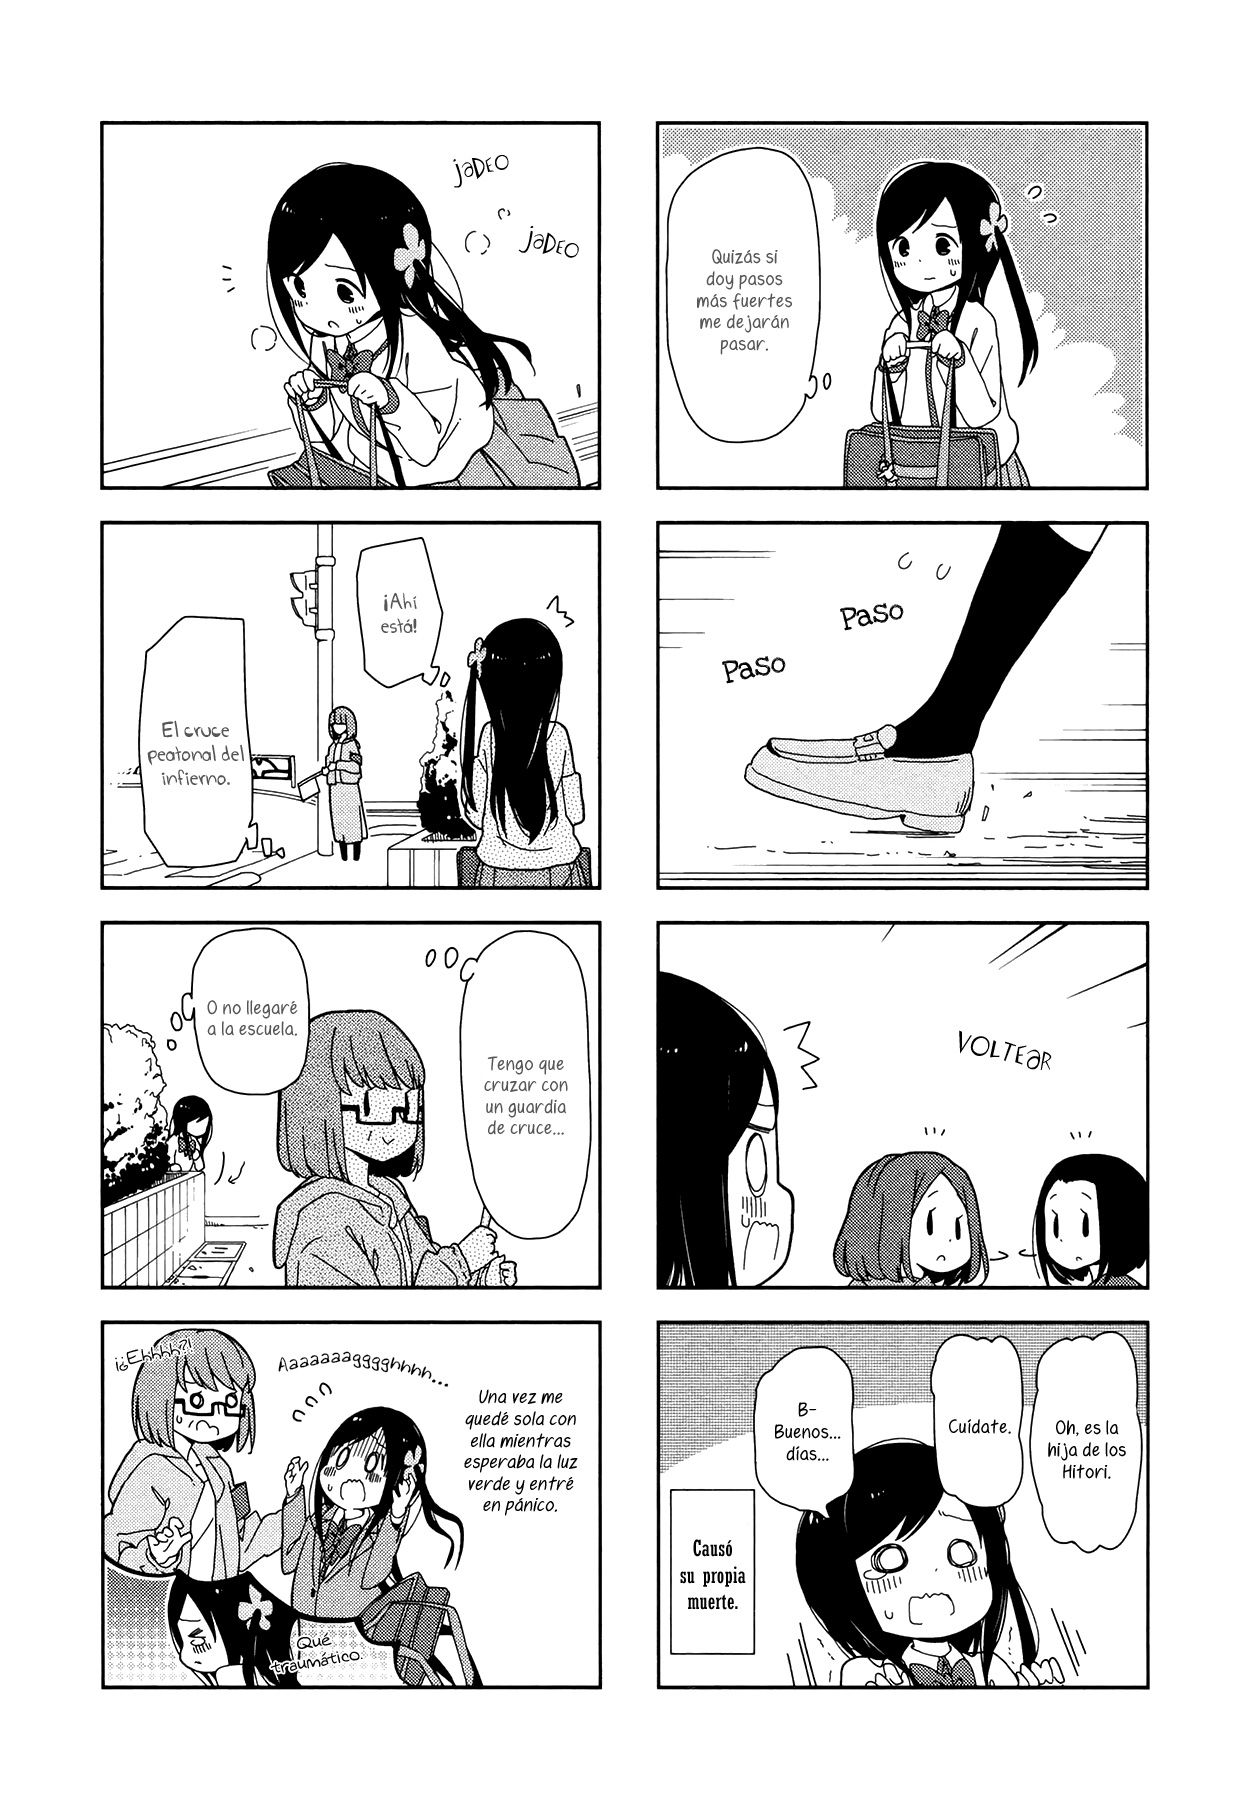 Quizás si
doy pasos
más fuertes
me dejarán
pasar.
Paso
Paso
VOLTEAR
Oh, es la
hija de los
Hitori.
Cuídate.
B-
Buenos...
días...
Causó
su propia
muerte.
JADEO
JADEO
¡Ahí
está!
El cruce
peatonal del
infierno.
Tengo que
cruzar con
un guardia
de cruce...
O no llegaré
a la escuela.
Una vez me
quedé sola con
ella mientras
esperaba la luz
verde y entré
en pánico.
Aaaaaaaggggghhhh...
¡¿Ehhhh?!
Qué
traumático.